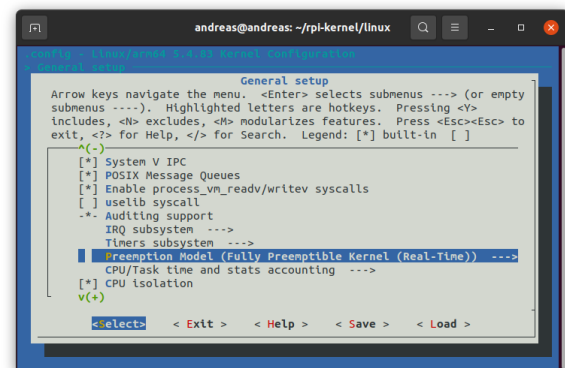 andreas@andreas: ~/rpi-kernel/linux
.config - Linux/arm64 5.4.83 Kernel Configuration
> General setup
General setup
Arrow keys navigate the menu. <Enter> selects submenus ---> (or empty
submenus ----). Highlighted letters are hotkeys. Pressing <Y>
includes, <N> excludes, <M> modularizes features. Press <Esc><Esc> to
exit, <?> for Help, </> for Search. Legend: [*] built-in [ ]
^(-)
[*] System V IPC
[*] POSIX Message Queues
[*] Enable process_vm_readv/writev syscalls
[ ] uselib syscall
-*- Auditing support
IRQ subsystem --->
Timers subsystem --->
Preemption Model (Fully Preemptible Kernel (Real-Time)) --->
CPU/Task time and stats accounting --->
[*] CPU isolation
v(+)
<Select> < Exit > < Help > < Save > < Load >